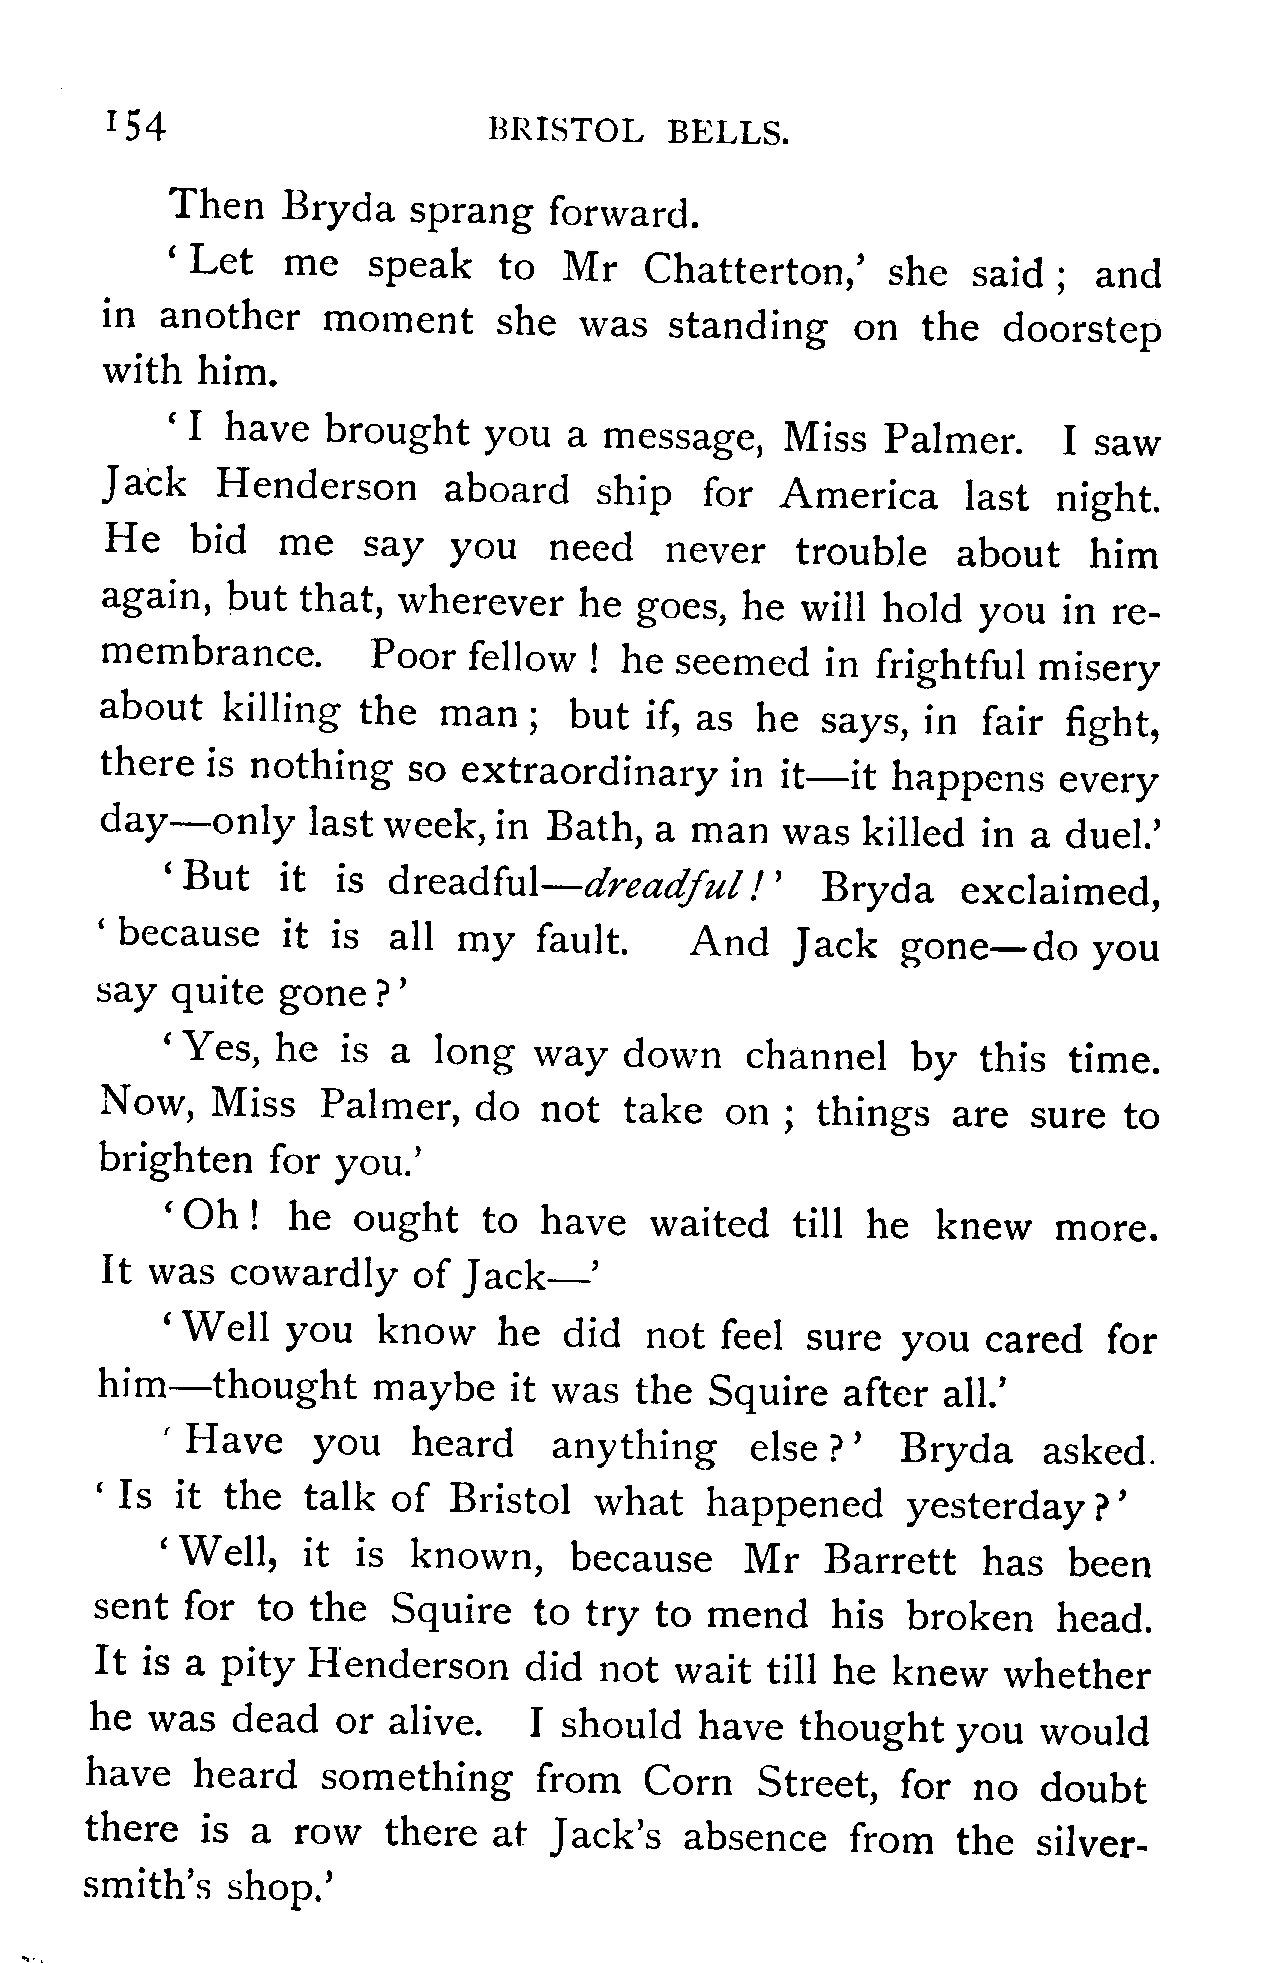 154 BRISTOL BELLS.
Then Bryda sprang forward.
‘ Let me speak to Mr Chatterton,’ she said ; and
in another moment she was standing on the doorstep
with him.
‘ I have brought you a message, Miss Palmer. I saw
Jack Henderson aboard ship for America last night.
He bid me say you need never trouble about him
again, but that, wherever he goes, he will hold you in re-
membrance. Poor fellow ! he seemed in frightful misery
about killing the man ; but if, as he says, in fair fight,
there is nothing so extraordinary in it—it happens every
day—only last week, in Bath, a man was killed in a duel.’
‘ But it is dreadful—dreadful ! ’ Bryda exclaimed,
‘ because it is all my fault. And Jack gone—do you
say quite gone ? ’
‘ Yes, he is a long way down channel by this time.
Now, Miss Palmer, do not take on ; things are sure to
brighten for you.’
‘ Oh ! he ought to have waited till he knew more.
It was cowardly of Jack—’
‘ Well you know he did not feel sure you cared for
him—thought maybe it was the Squire after all.’
‘ Have you heard anything else ? ’ Bryda asked.
‘ Is it the talk of Bristol what happened yesterday ? ’
‘ Well, it is known, because Mr Barrett has been
sent for to the Squire to try to mend his broken head.
It is a pity Henderson did not wait till he knew whether
he was dead or alive. I should have thought you would
have heard something from Corn Street, for no doubt
there is a row there at Jack’s absence from the silver-
smith’s shop.’